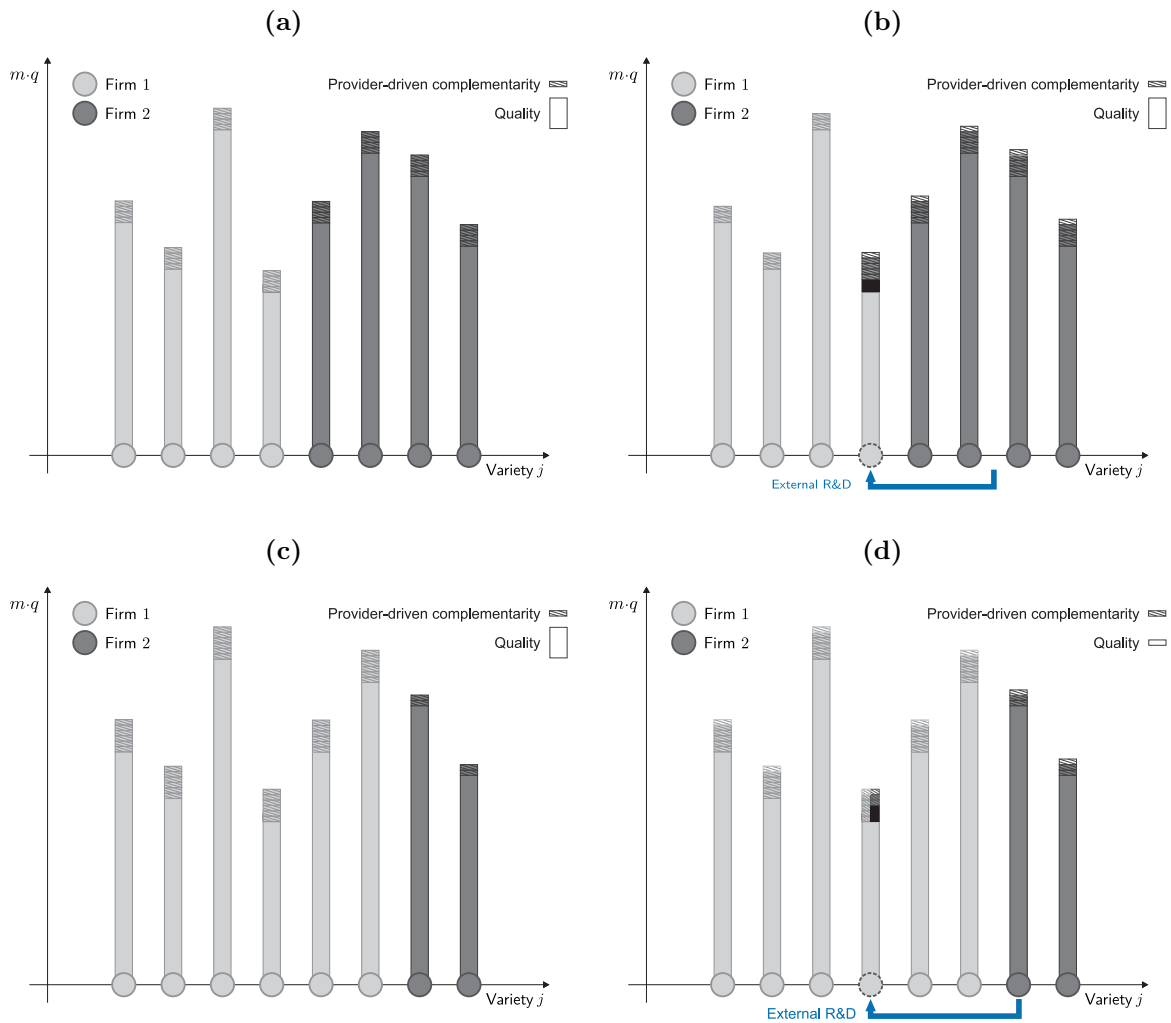 (a)
m·q
Firm 1
Firm 2
Provider-driven complementarity
Quality
Variety j
(b)
m·q
Firm 1
Firm 2
Provider-driven complementarity
Quality
Variety j
External R&D
(c)
m·q
Firm 1
Firm 2
Provider-driven complementarity
Quality
Variety j
(d)
m·q
Firm 1
Firm 2
Provider-driven complementarity
Quality
Variety j
External R&D